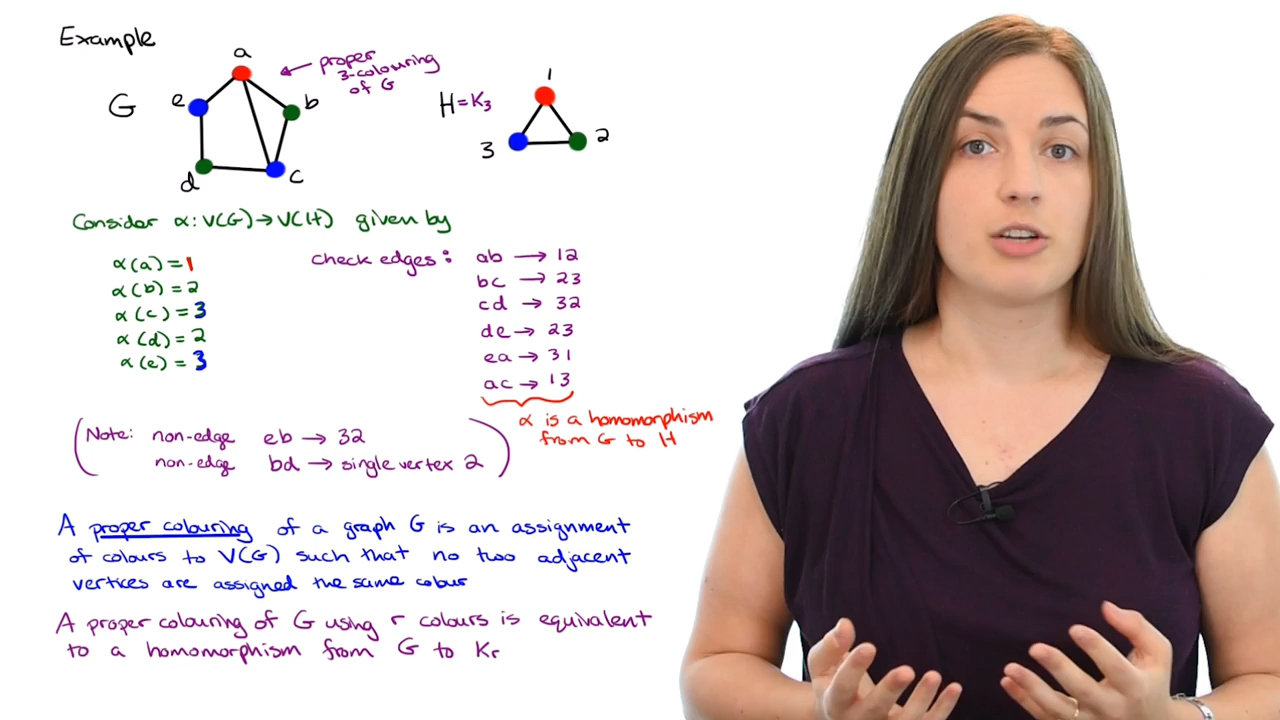 Example
a
proper
3-colouring
of G
G
e
b
d
c
H=K₃
1
3
2
Consider α: V(G)→V(H) given by
α(a) = 1
α(b) = 2
α(c) = 3
α(d) = 2
α(e) = 3
check edges:
ab → 12
bc → 23
cd → 32
de → 23
ea → 31
ac → 13
α is a homomorphism
from G to H
(Note: non-edge eb → 32
non-edge bd → single vertex 2)
A proper colouring of a graph G is an assignment
of colours to V(G) such that no two adjacent
vertices are assigned the same colour
A proper colouring of G using r colours is equivalent
to a homomorphism from G to Kᵣ